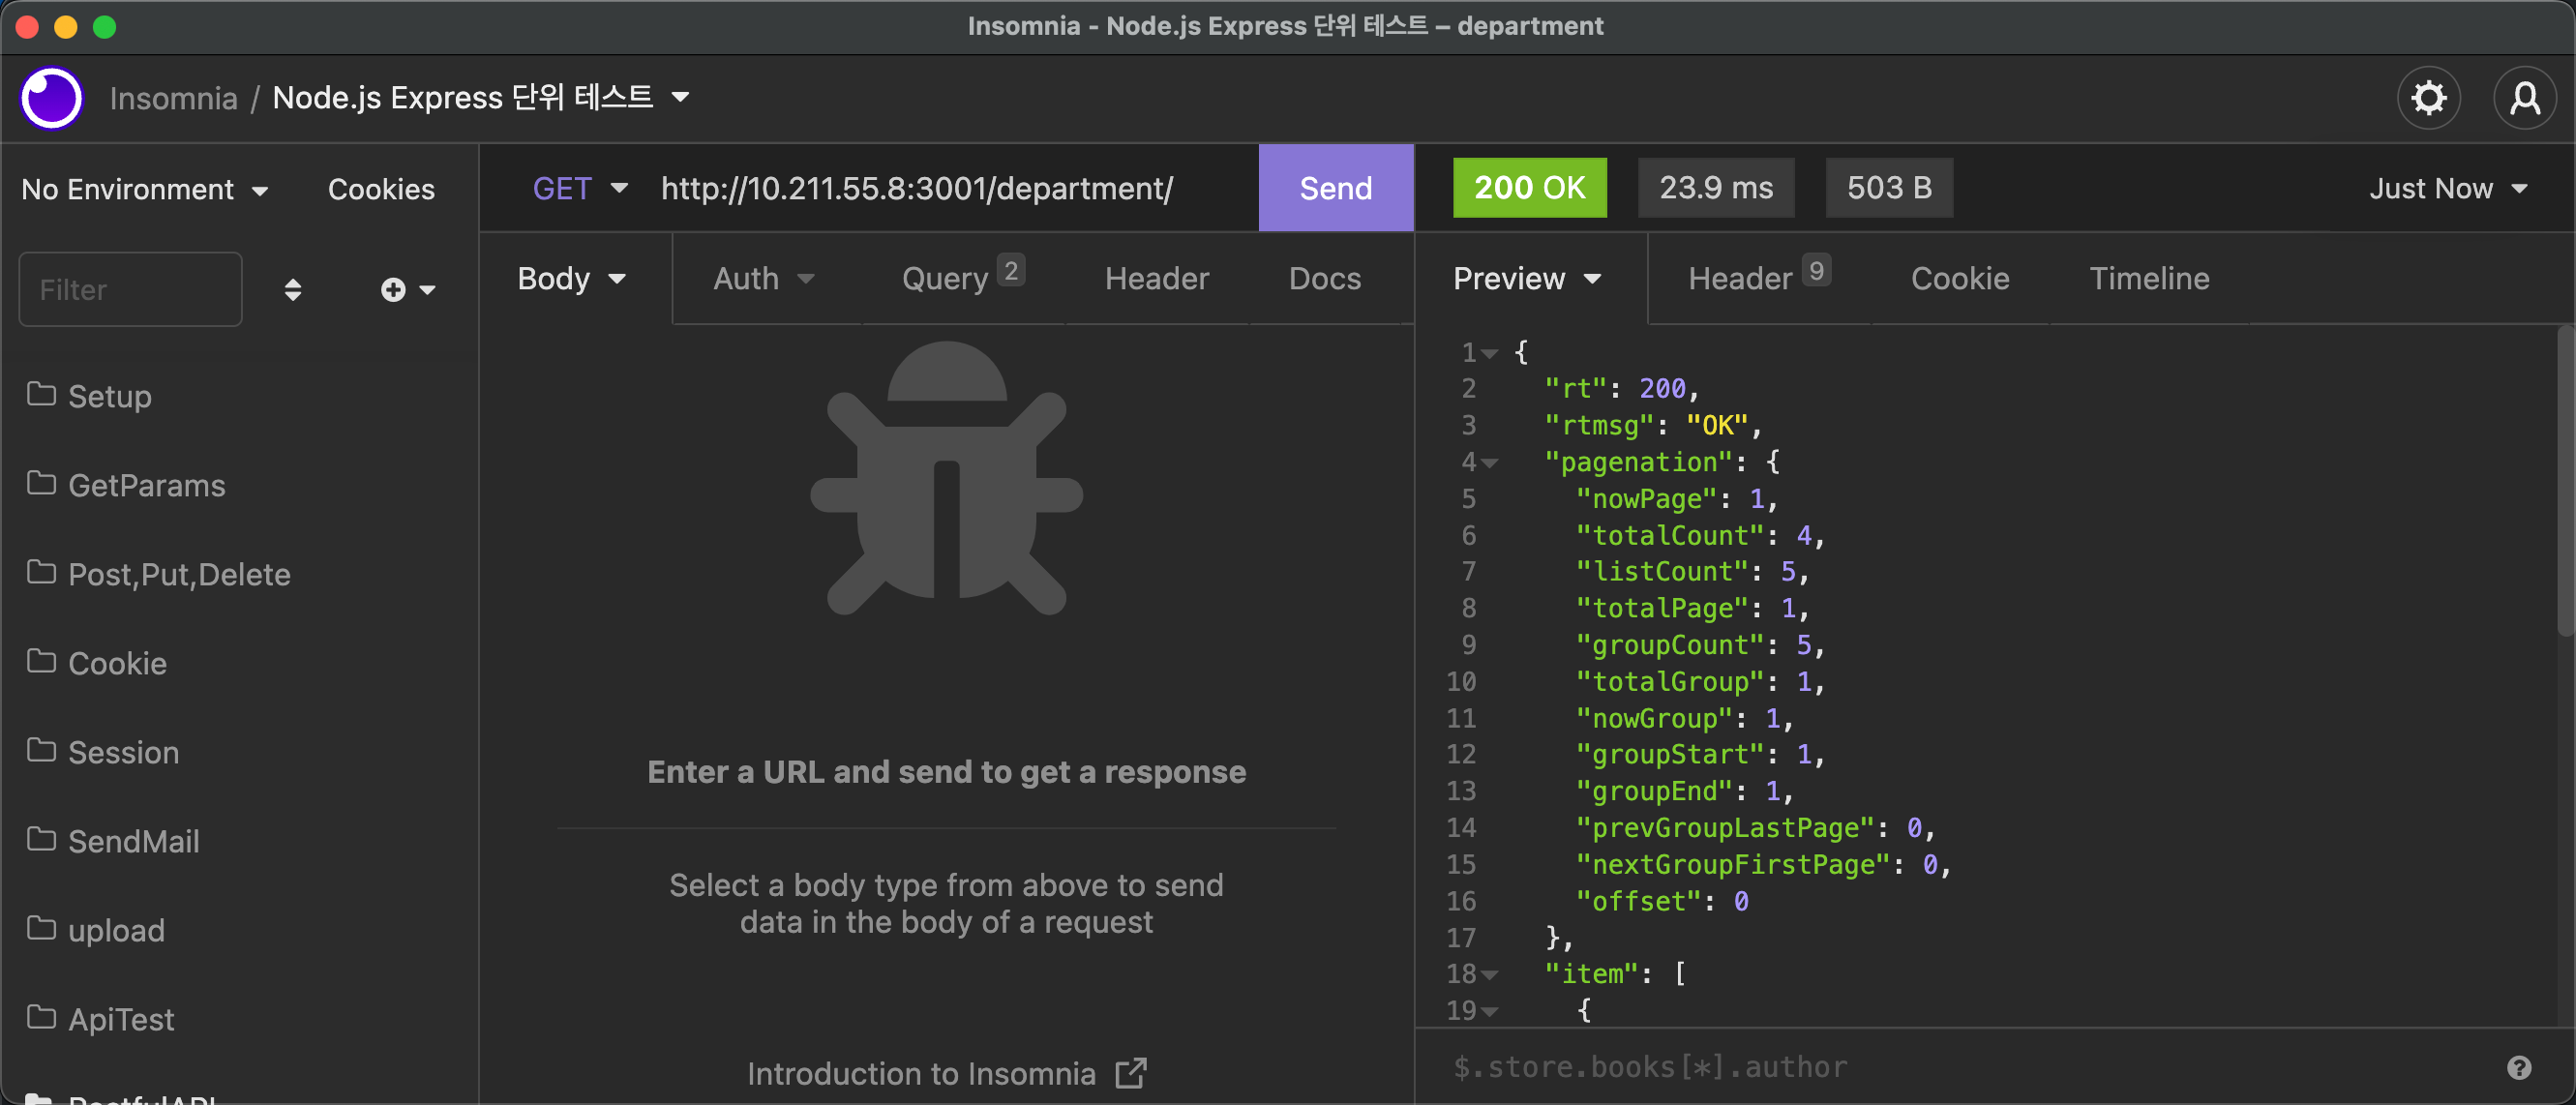 Insomnia - Node.js Express 단위 테스트 – department
Insomnia / Node.js Express 단위 테스트
No Environment
Cookies
Filter
Setup
GetParams
Post,Put,Delete
Cookie
Session
SendMail
upload
ApiTest
RestfulAPI
GET http://10.211.55.8:3001/department/ Send
Body Auth Query 2 Header Docs
Enter a URL and send to get a response
Select a body type from above to send
data in the body of a request
Introduction to Insomnia
200 OK 23.9 ms 503 B Just Now
Preview Header 9 Cookie Timeline
1 {
2 "rt": 200,
3 "rtmsg": "OK",
4 "pagenation": {
5 "nowPage": 1,
6 "totalCount": 4,
7 "listCount": 5,
8 "totalPage": 1,
9 "groupCount": 5,
10 "totalGroup": 1,
11 "nowGroup": 1,
12 "groupStart": 1,
13 "groupEnd": 1,
14 "prevGroupLastPage": 0,
15 "nextGroupFirstPage": 0,
16 "offset": 0
17 },
18 "item": [
19 {
$.store.books[*].author